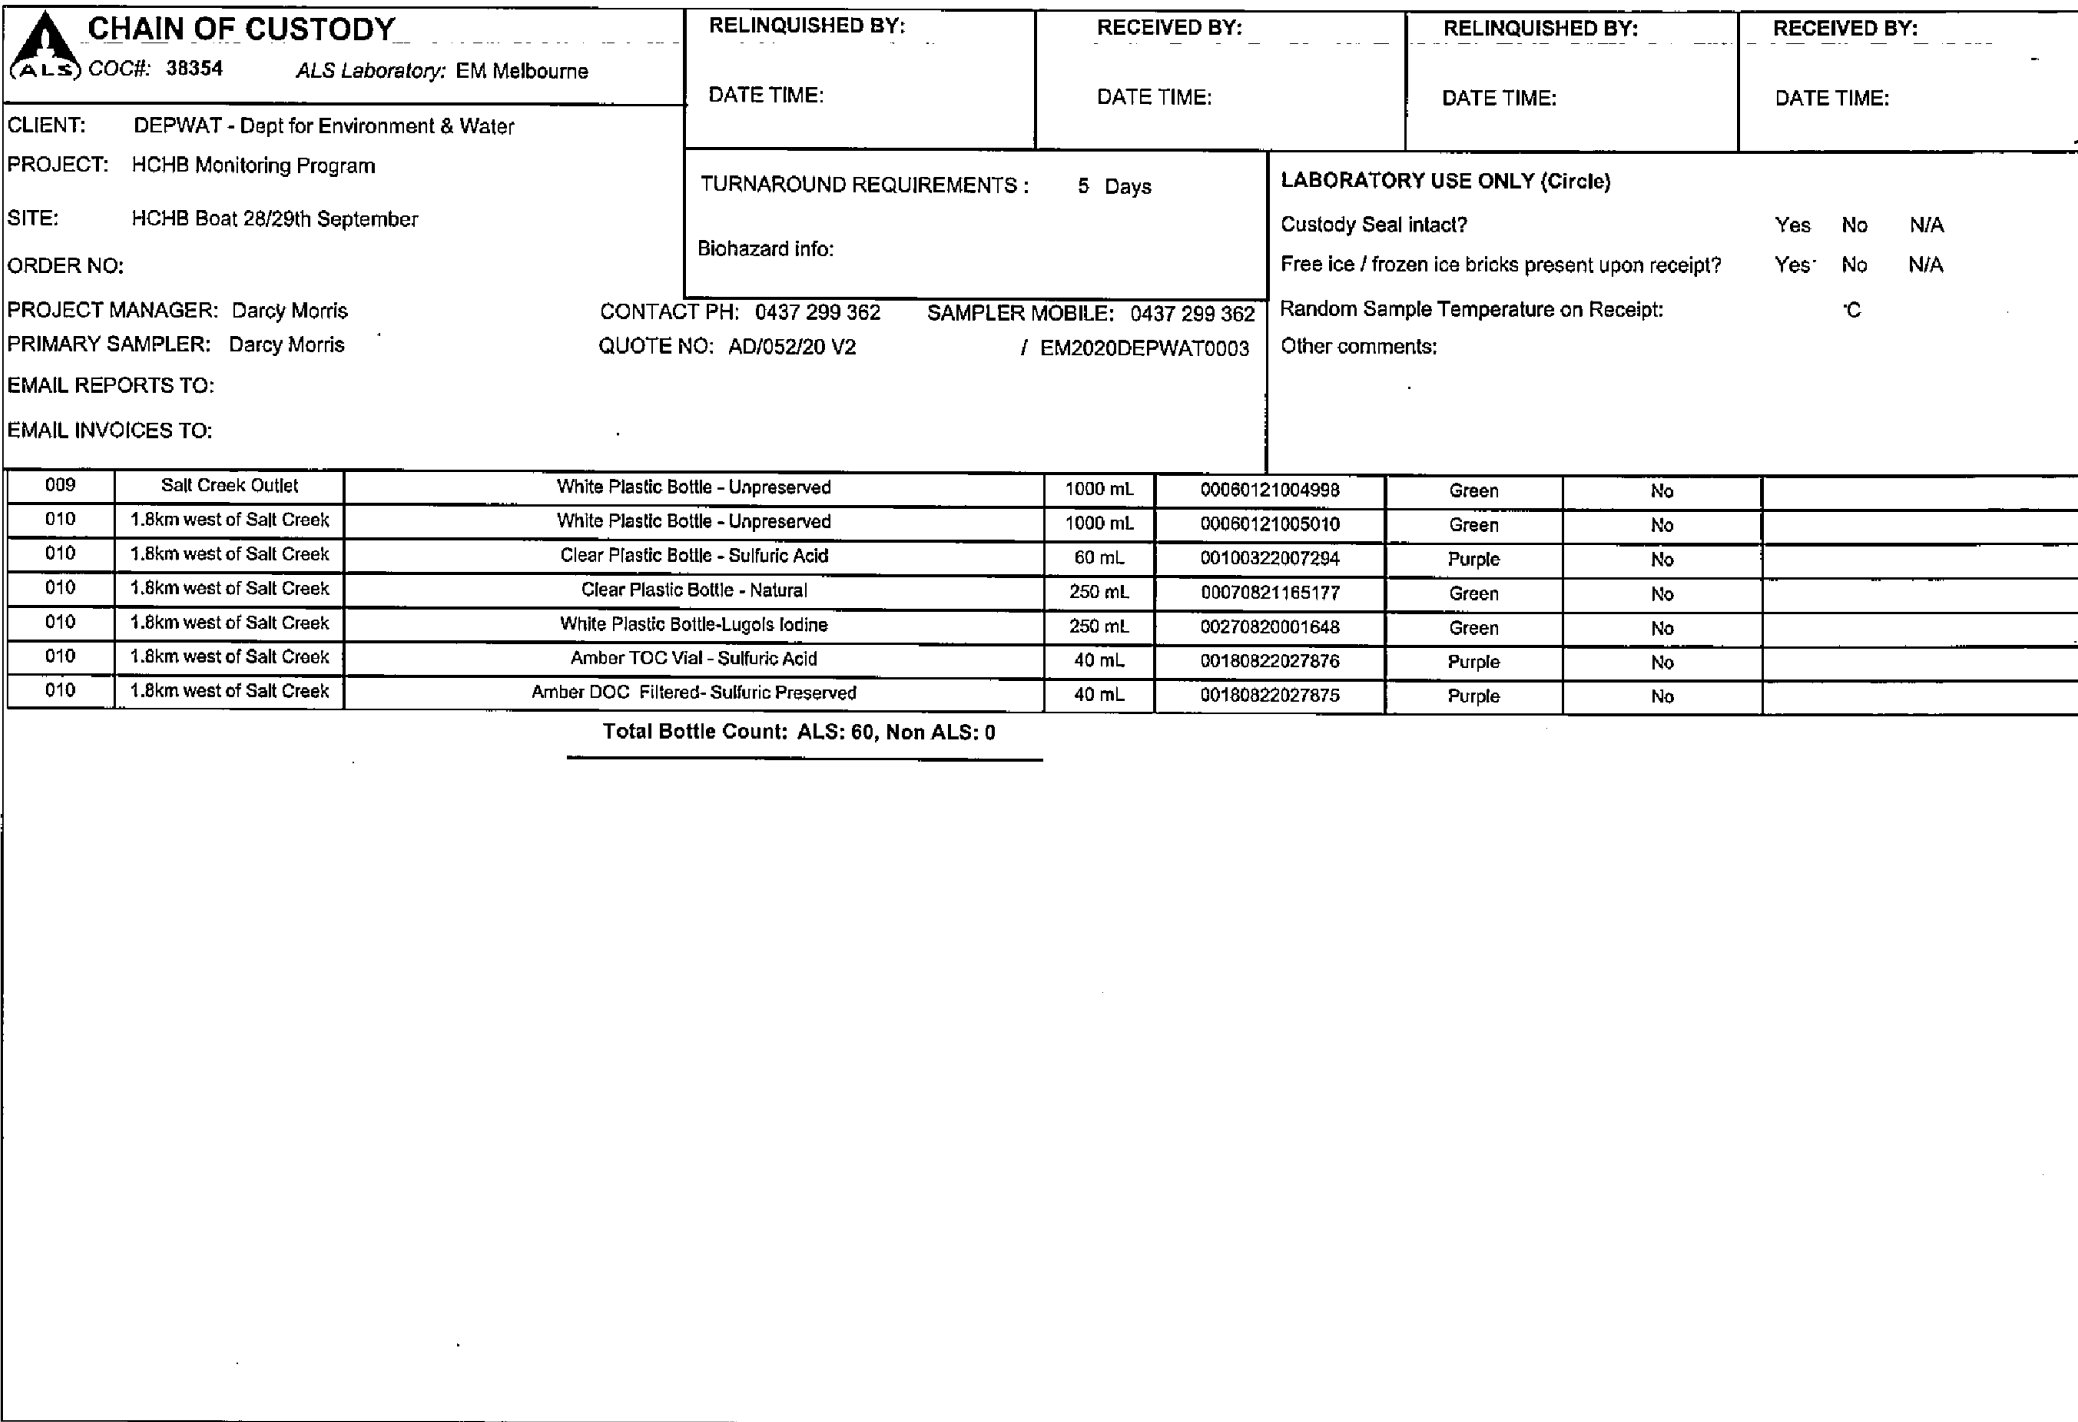 CHAIN OF CUSTODY
(ALS) COC#: 38354 ALS Laboratory: EM Melbourne
RELINQUISHED BY: RECEIVED BY: RELINQUISHED BY: RECEIVED BY:
DATE TIME: DATE TIME: DATE TIME: DATE TIME:
CLIENT: DEPWAT - Dept for Environment & Water
PROJECT: HCHB Monitoring Program
SITE: HCHB Boat 28/29th September
ORDER NO:
TURNAROUND REQUIREMENTS : 5 Days
Biohazard info:
LABORATORY USE ONLY (Circle)
Custody Seal intact? Yes No N/A
Free ice / frozen ice bricks present upon receipt? Yes No N/A
Random Sample Temperature on Receipt: °C
Other comments:
PROJECT MANAGER: Darcy Morris CONTACT PH: 0437 299 362 SAMPLER MOBILE: 0437 299 362
PRIMARY SAMPLER: Darcy Morris QUOTE NO: AD/052/20 V2 / EM2020DEPWAT0003
EMAIL REPORTS TO:
EMAIL INVOICES TO:
009 Salt Creek Outlet White Plastic Bottle - Unpreserved 1000 mL 00060121004998 Green No
010 1.8km west of Salt Creek White Plastic Bottle - Unpreserved 1000 mL 00060121005010 Green No
010 1.8km west of Salt Creek Clear Plastic Bottle - Sulfuric Acid 60 mL 00100322007294 Purple No
010 1.8km west of Salt Creek Clear Plastic Bottle - Natural 250 mL 00070821165177 Green No
010 1.8km west of Salt Creek White Plastic Bottle-Lugols Iodine 250 mL 00270820001648 Green No
010 1.8km west of Salt Creek Amber TOC Vial - Sulfuric Acid 40 mL 00180822027876 Purple No
010 1.8km west of Salt Creek Amber DOC Filtered- Sulfuric Preserved 40 mL 00180822027875 Purple No
Total Bottle Count: ALS: 60, Non ALS: 0